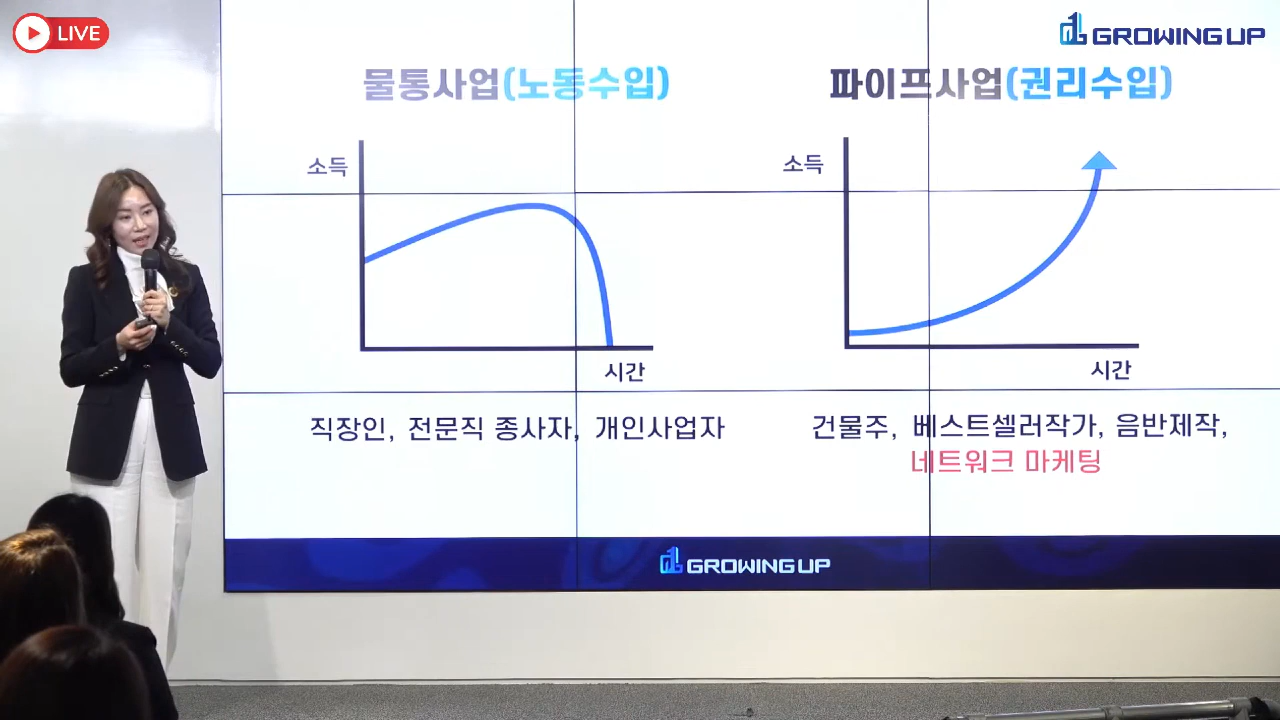 LIVE
GROWING UP
물통사업(노동수입)
파이프사업(권리수입)
소득
소득
시간
시간
직장인, 전문직 종사자, 개인사업자
건물주, 베스트셀러작가, 음반제작,
네트워크 마케팅
GROWING UP